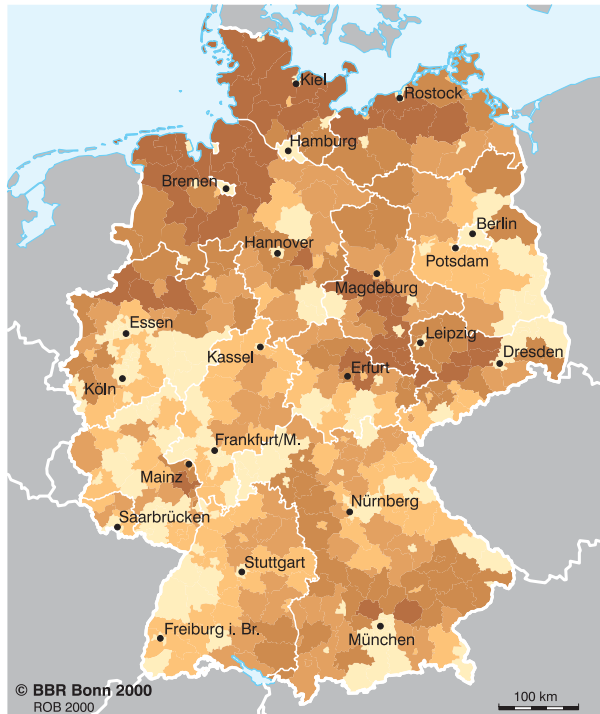 Kiel
Rostock
Hamburg
Bremen
Berlin
Hannover
Potsdam
Magdeburg
Essen
Leipzig
Kassel
Dresden
Köln
Erfurt
Frankfurt/M.
Mainz
Nürnberg
Saarbrücken
Stuttgart
Freiburg i. Br.
München
© BBR Bonn 2000
ROB 2000
100 km